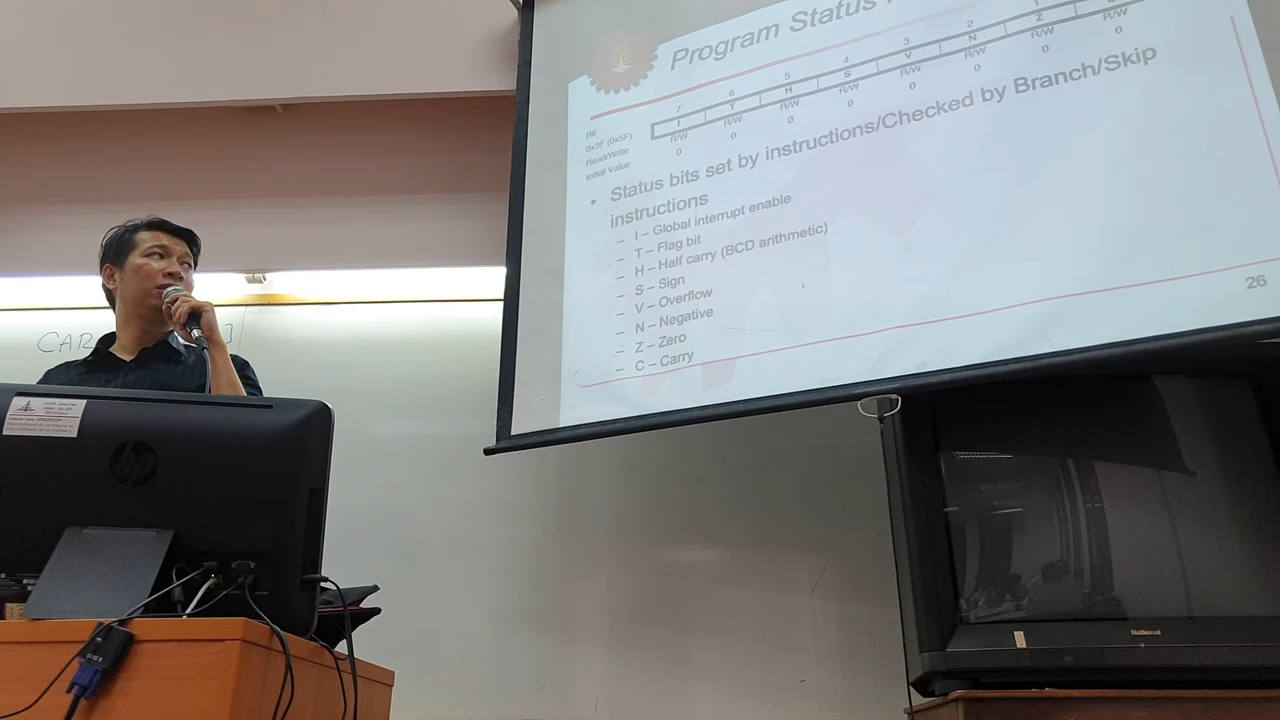 Program Status
2
3
4
5
6
7
Bit
I T H S V N Z
0x3F (0x5F)
Read/Write R/W R/W R/W R/W R/W R/W R/W R/W
Initial Value 0 0 0 0 0 0 0 0
• Status bits set by instructions/Checked by Branch/Skip
instructions
– I – Global interrupt enable
– T – Flag bit
– H – Half carry (BCD arithmetic)
– S – Sign
– V – Overflow
– N – Negative
– Z – Zero
– C – Carry
26
CAR
hp
National